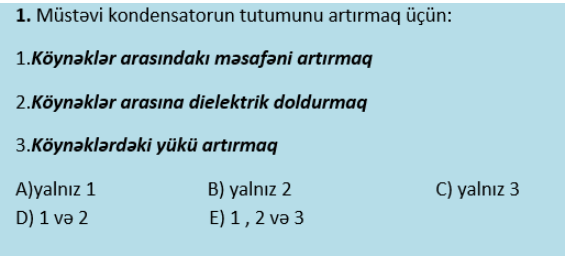 1. Müstəvi kondensatorun tutumunu artırmaq üçün:
1.Köynəklər arasındakı məsafəni artırmaq
2.Köynəklər arasına dielektrik doldurmaq
3.Köynəklərdəki yükü artırmaq
A)yalnız 1 B) yalnız 2 C) yalnız 3
D) 1 və 2 E) 1 , 2 və 3